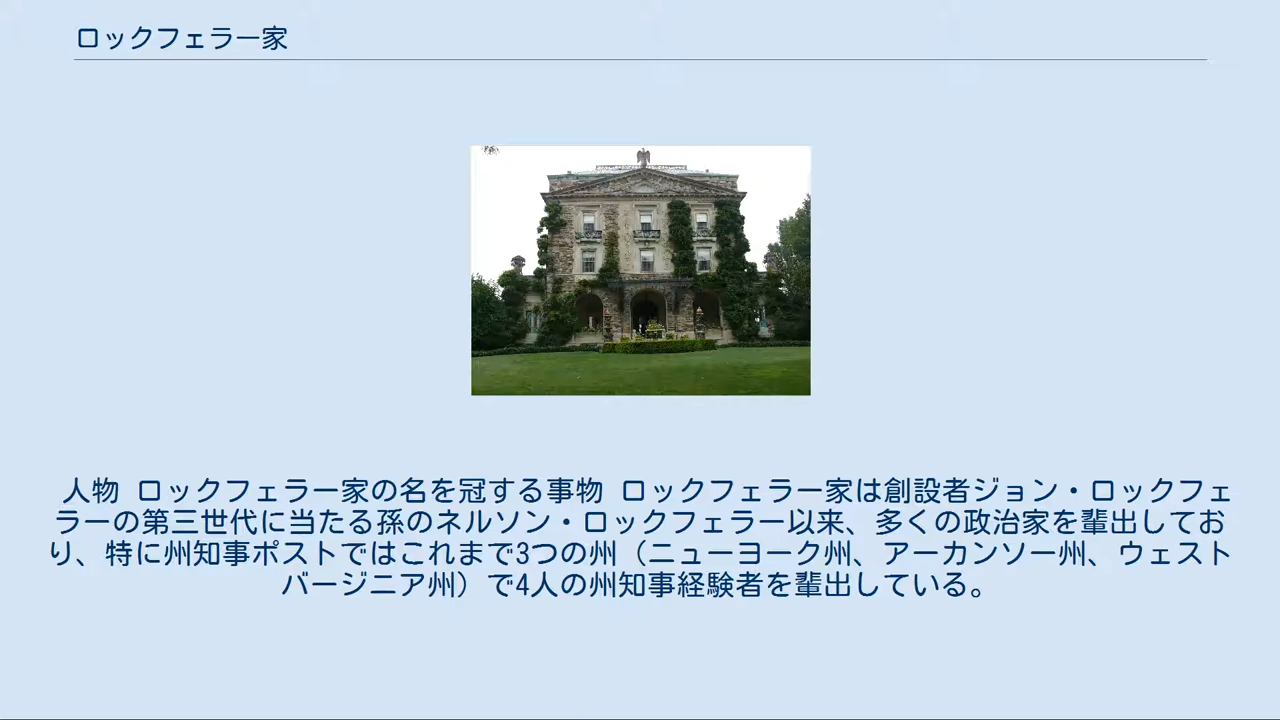 ロックフェラー家
人物 ロックフェラー家の名を冠する事物 ロックフェラー家は創設者ジョン・ロックフェ
ラーの第三世代に当たる孫のネルソン・ロックフェラー以来、多くの政治家を輩出してお
り、特に州知事ポストではこれまで3つの州（ニューヨーク州、アーカンソー州、ウェスト
バージニア州）で4人の州知事経験者を輩出している。